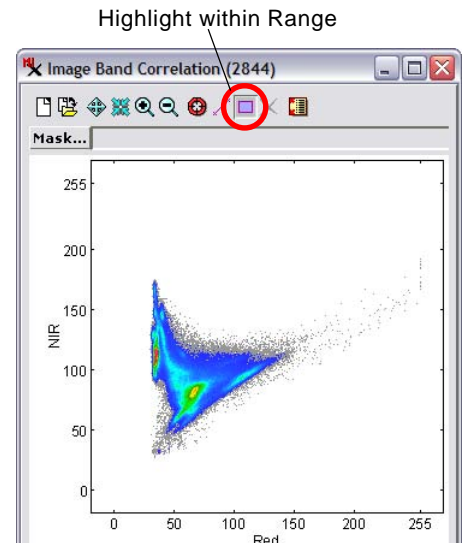 Highlight within Range
Image Band Correlation (2844)
Mask...
255
200
150
100
50
0
NIR
0 50 100 150 200 255
Red